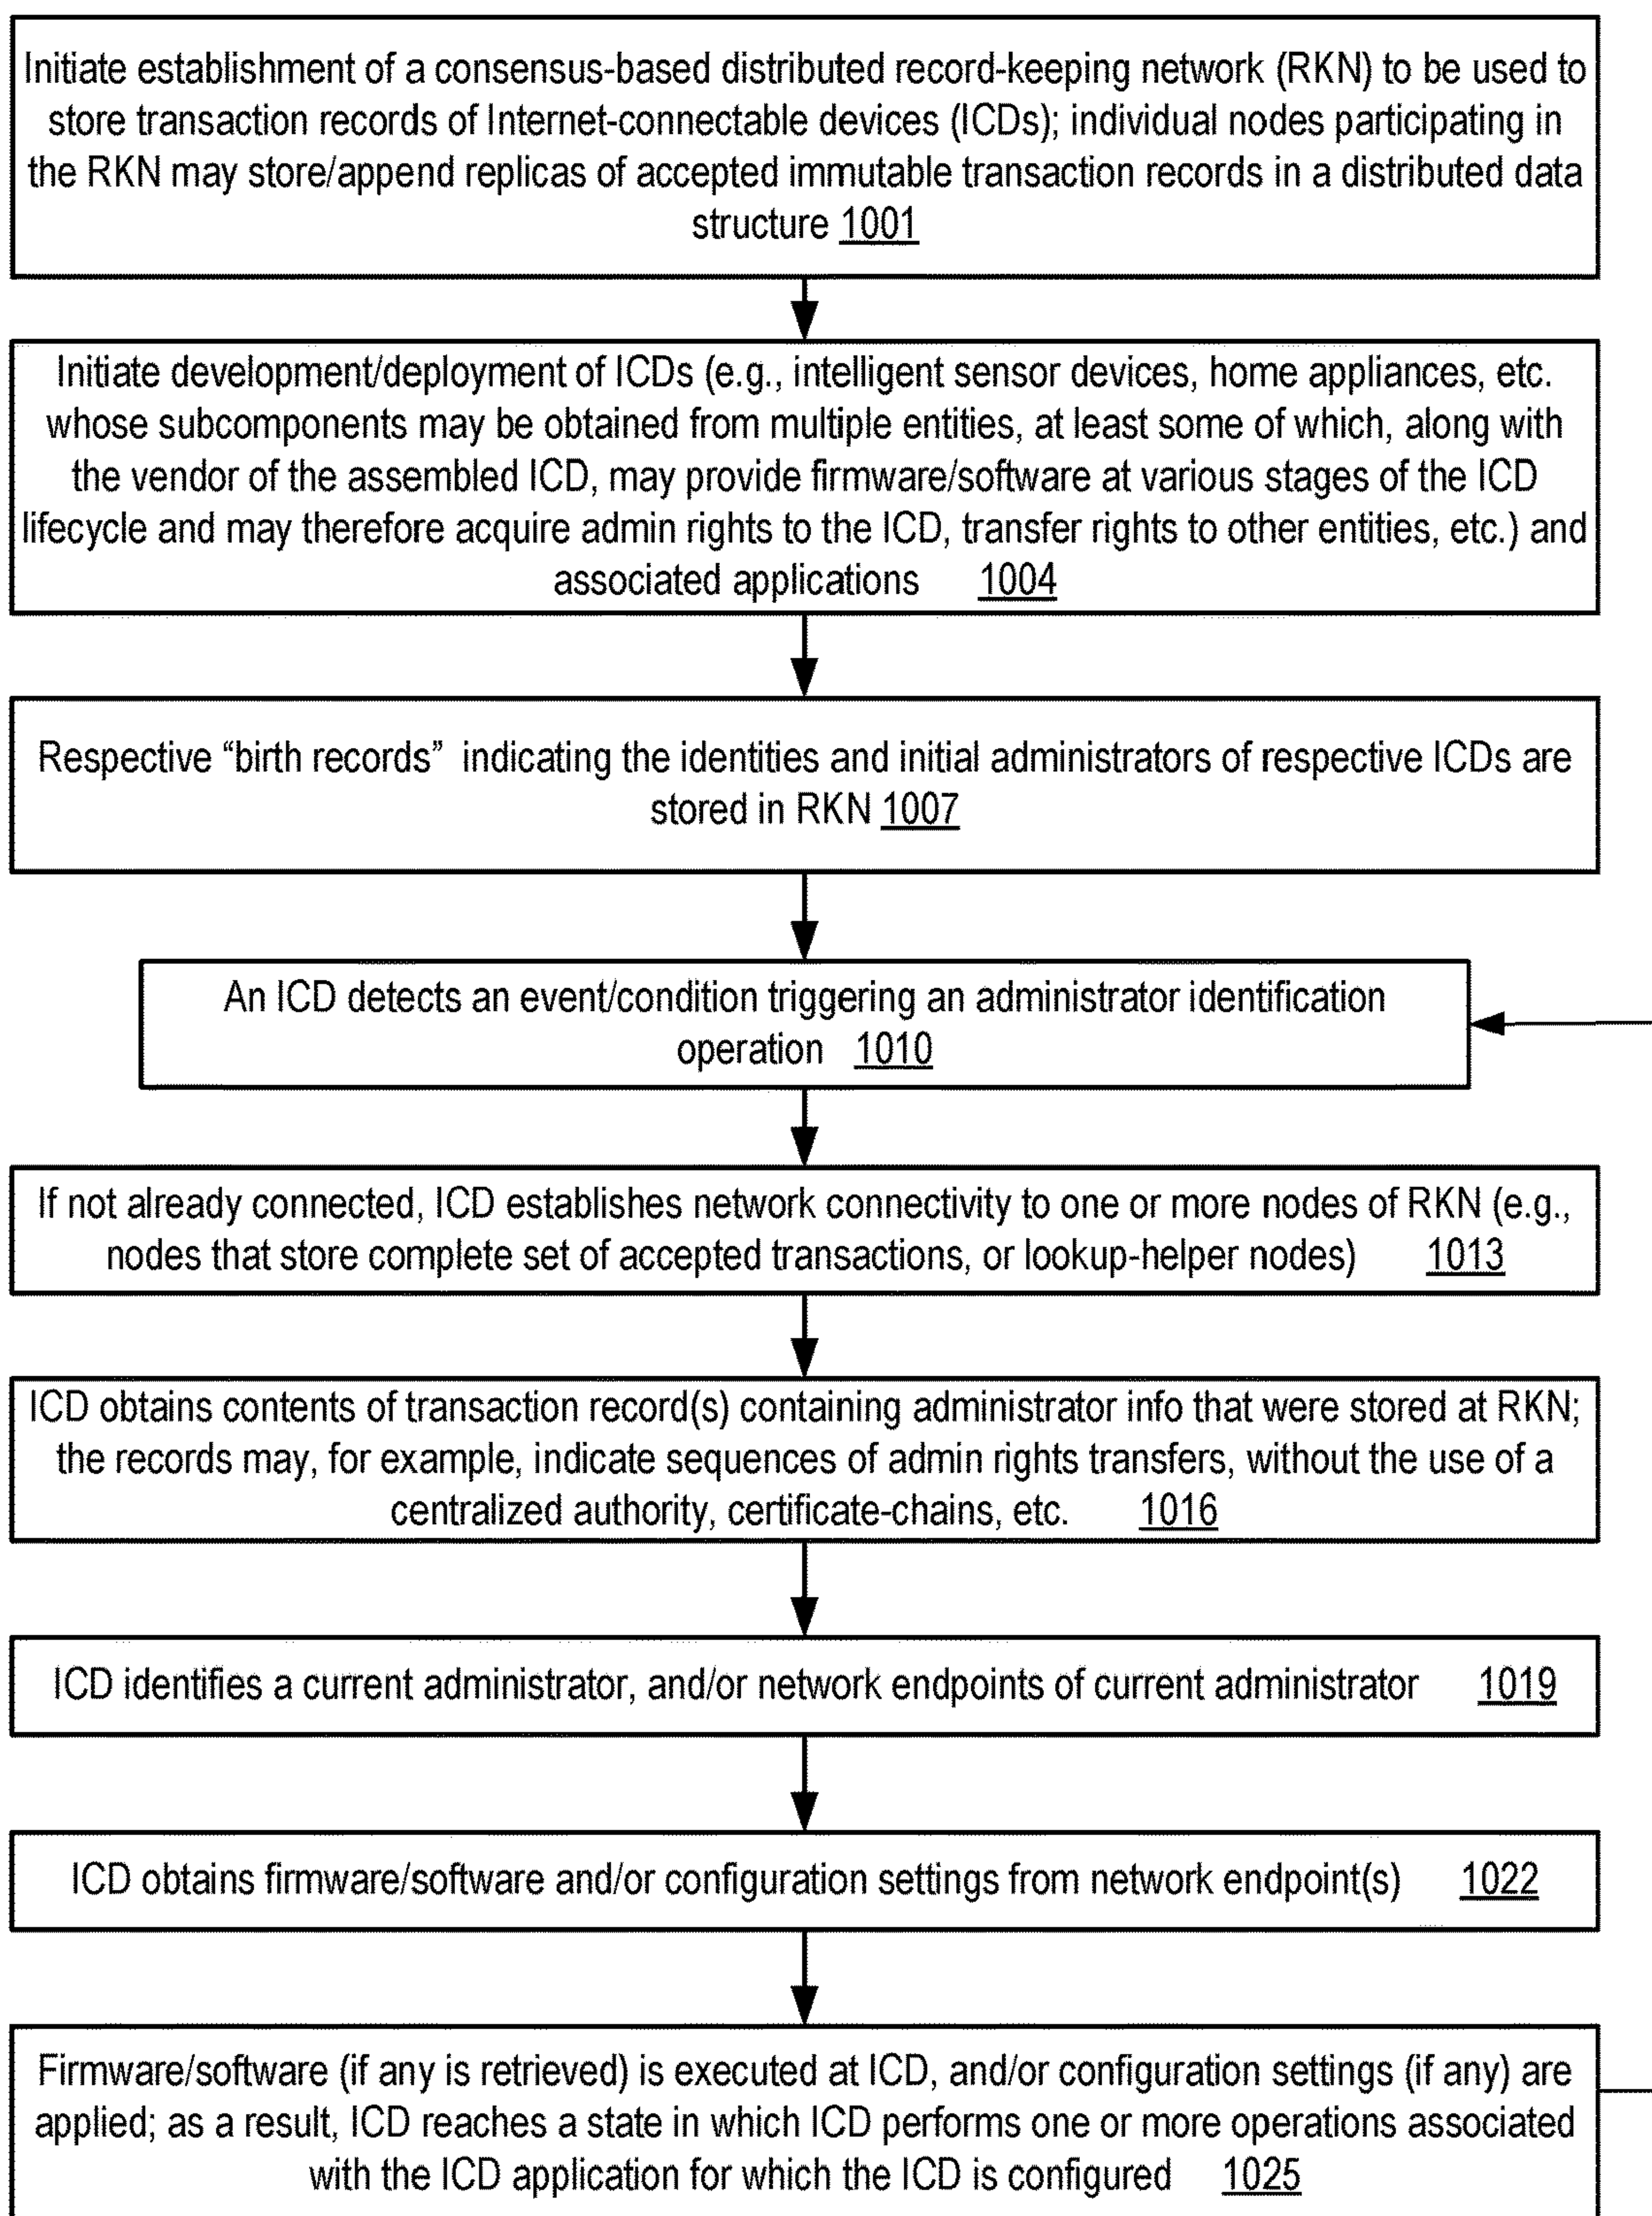 Initiate establishment of a consensus-based distributed record-keeping network (RKN) to be used to
store transaction records of Internet-connectable devices (ICDs); individual nodes participating in
the RKN may store/append replicas of accepted immutable transaction records in a distributed data
structure 1001
Initiate development/deployment of ICDs (e.g., intelligent sensor devices, home appliances, etc.
whose subcomponents may be obtained from multiple entities, at least some of which, along with
the vendor of the assembled ICD, may provide firmware/software at various stages of the ICD
lifecycle and may therefore acquire admin rights to the ICD, transfer rights to other entities, etc.) and
associated applications 1004
Respective “birth records” indicating the identities and initial administrators of respective ICDs are
stored in RKN 1007
An ICD detects an event/condition triggering an administrator identification
operation 1010
If not already connected, ICD establishes network connectivity to one or more nodes of RKN (e.g.,
nodes that store complete set of accepted transactions, or lookup-helper nodes) 1013
ICD obtains contents of transaction record(s) containing administrator info that were stored at RKN;
the records may, for example, indicate sequences of admin rights transfers, without the use of a
centralized authority, certificate-chains, etc. 1016
ICD identifies a current administrator, and/or network endpoints of current administrator 1019
ICD obtains firmware/software and/or configuration settings from network endpoint(s) 1022
Firmware/software (if any is retrieved) is executed at ICD, and/or configuration settings (if any) are
applied; as a result, ICD reaches a state in which ICD performs one or more operations associated
with the ICD application for which the ICD is configured 1025